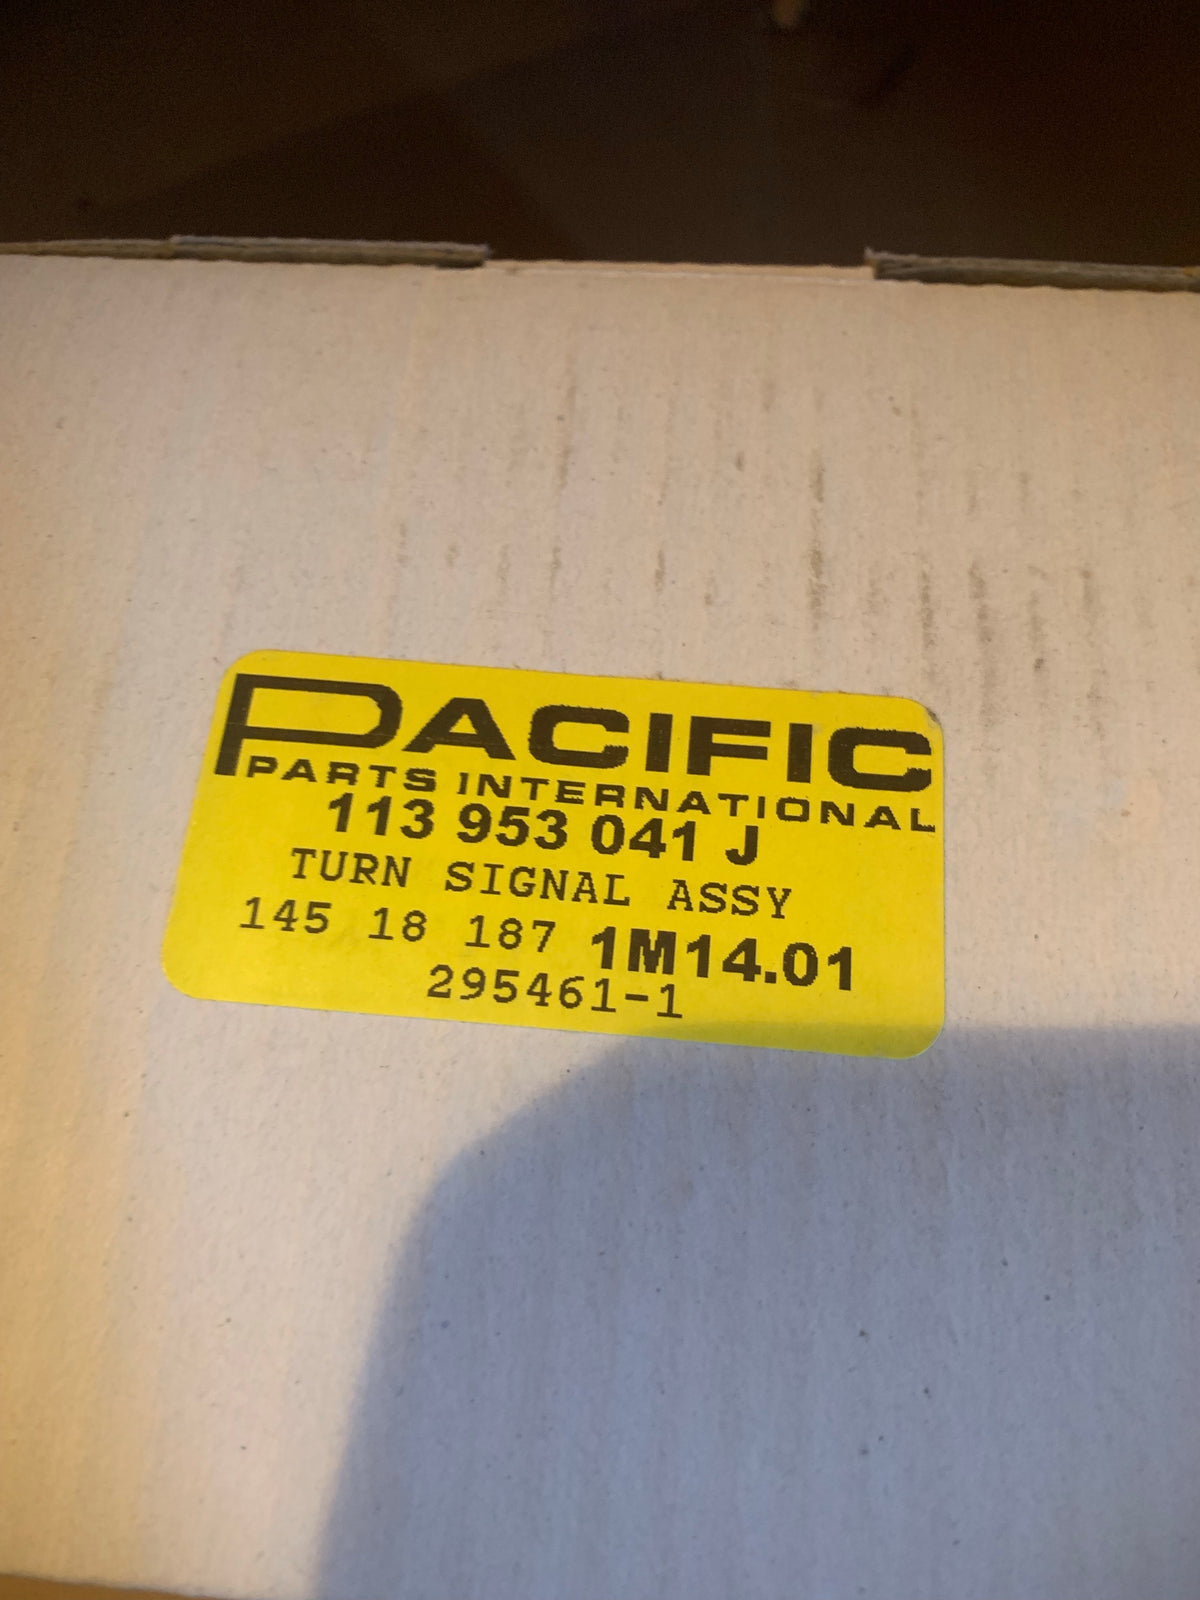 PACIFIC
PARTS INTERNATIONAL
113 953 041 J
TURN SIGNAL ASSY
145 18 187 1M14.01
295461-1